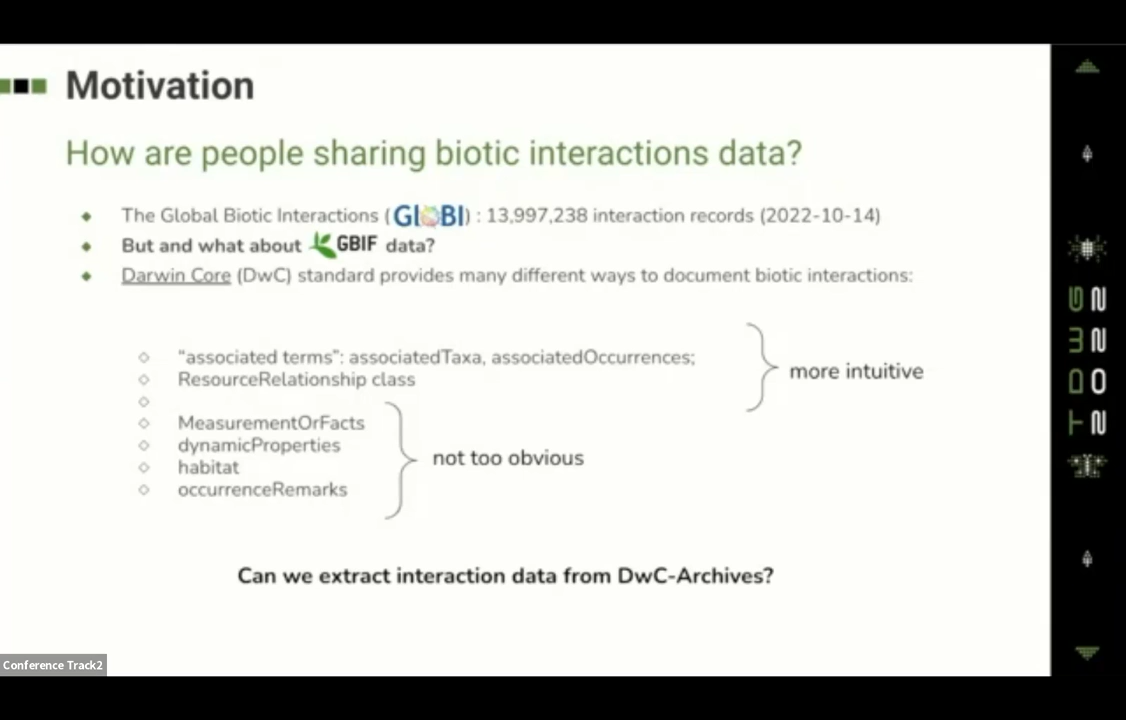 Motivation
How are people sharing biotic interactions data?
The Global Biotic Interactions ( GLOBI ) : 13,997,238 interaction records (2022-10-14)
But and what about GBIF data?
Darwin Core (DwC) standard provides many different ways to document biotic interactions:
"associated terms": associatedTaxa, associatedOccurrences;
ResourceRelationship class
more intuitive
MeasurementOrFacts
dynamicProperties
habitat
occurrenceRemarks
not too obvious
Can we extract interaction data from DwC-Archives?
Conference Track2